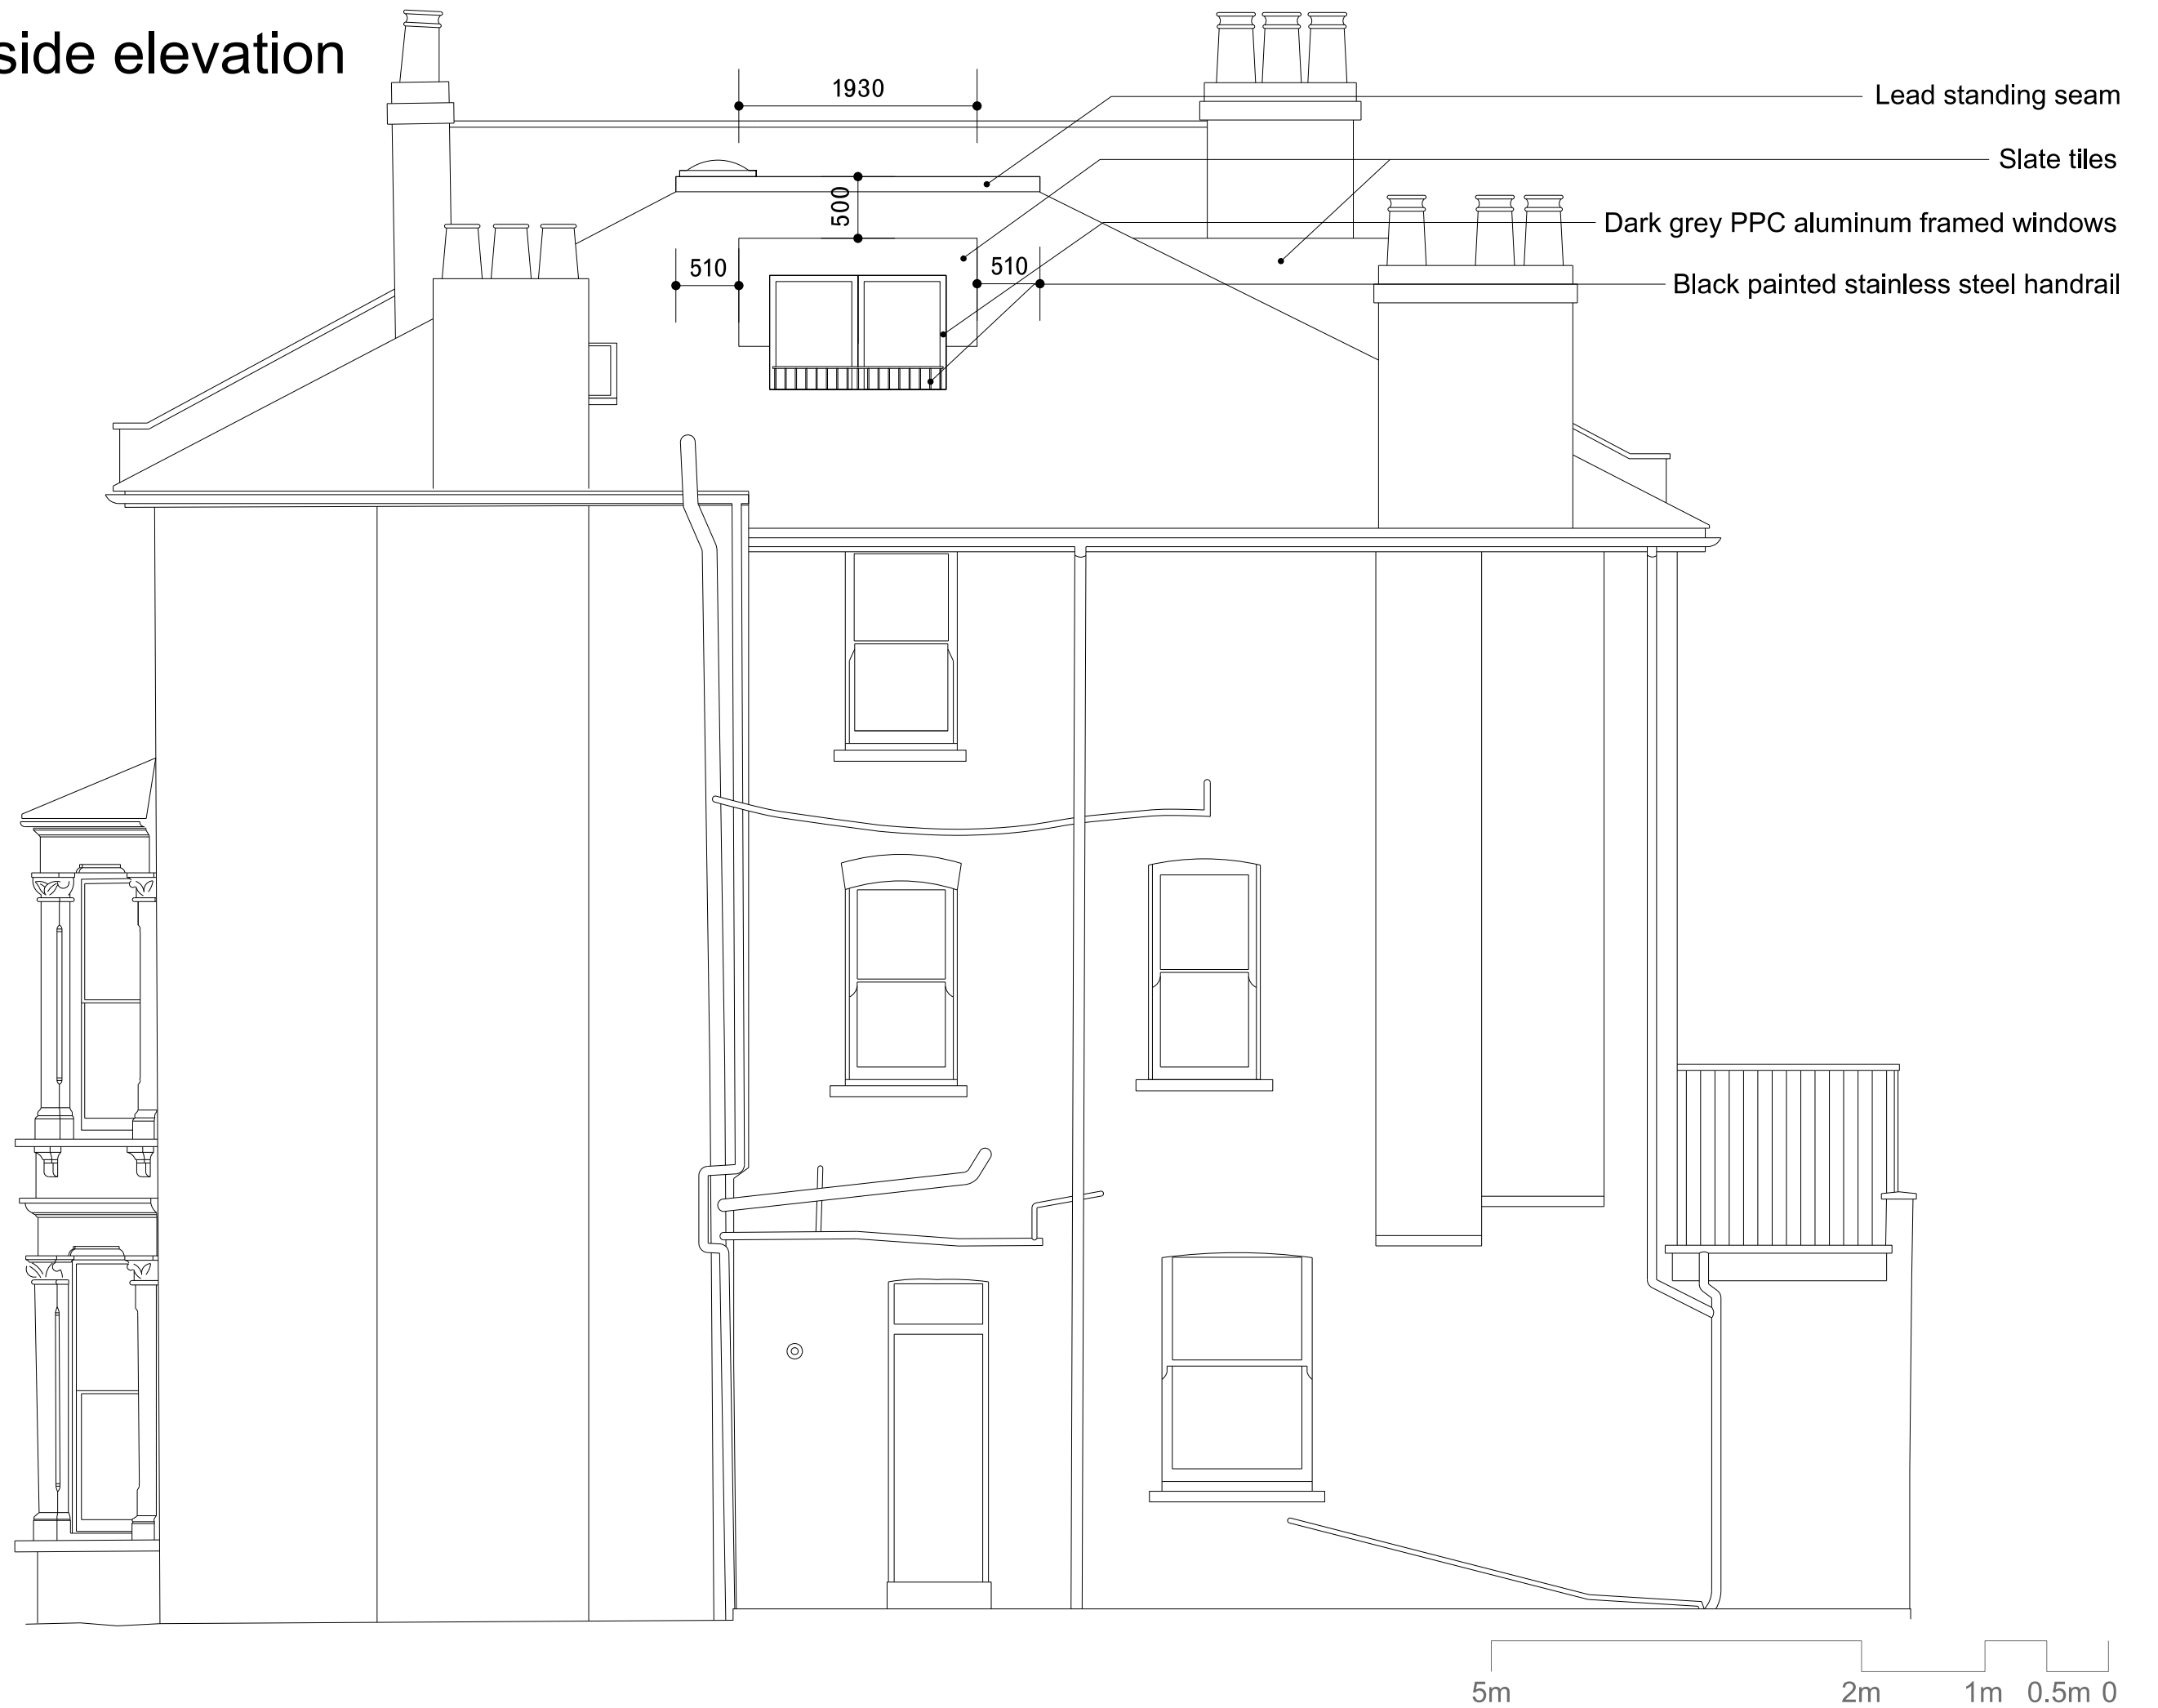 side elevation
1930
Lead standing seam
Slate tiles
500
Dark grey PPC aluminum framed windows
510
510
Black painted stainless steel handrail
5m
2m
1m
0.5m
0